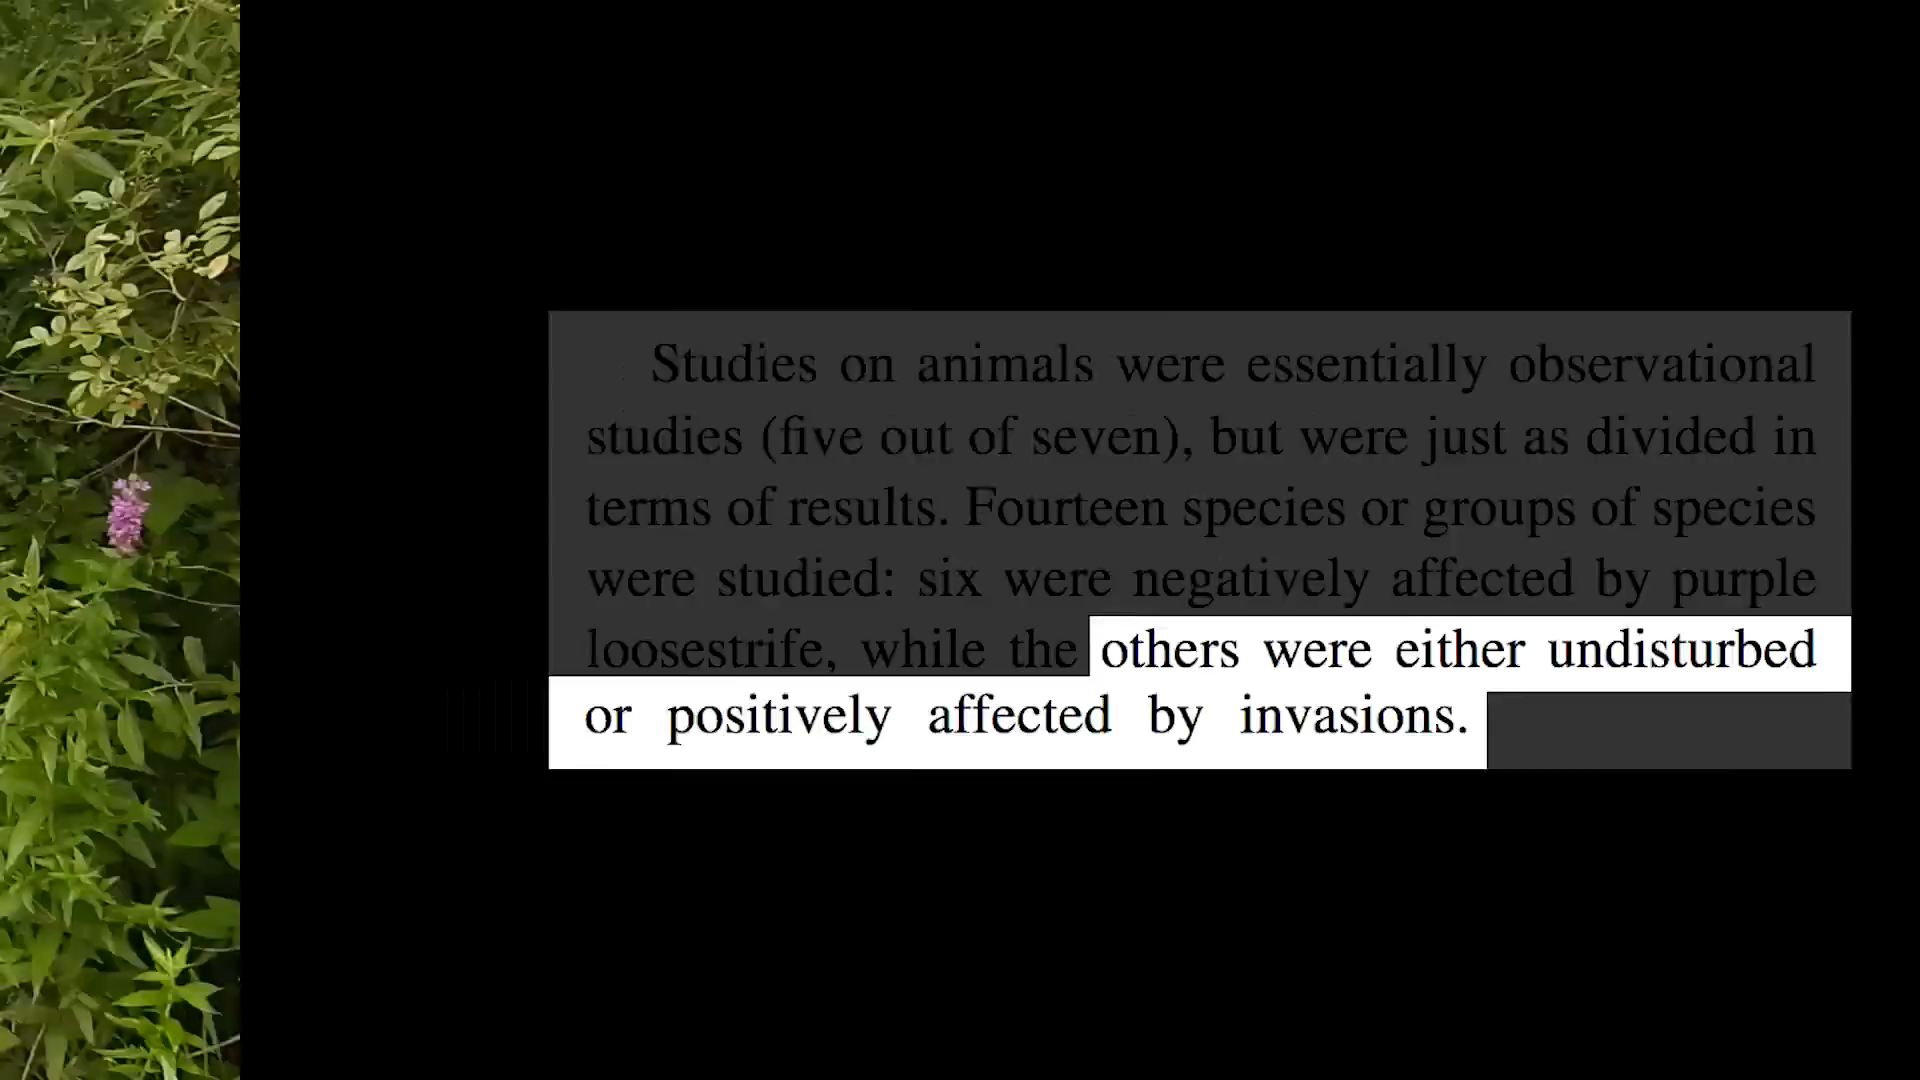 Studies on animals were essentially observational
studies (five out of seven), but were just as divided in
terms of results. Fourteen species or groups of species
were studied: six were negatively affected by purple
loosestrife, while the others were either undisturbed
or positively affected by invasions.